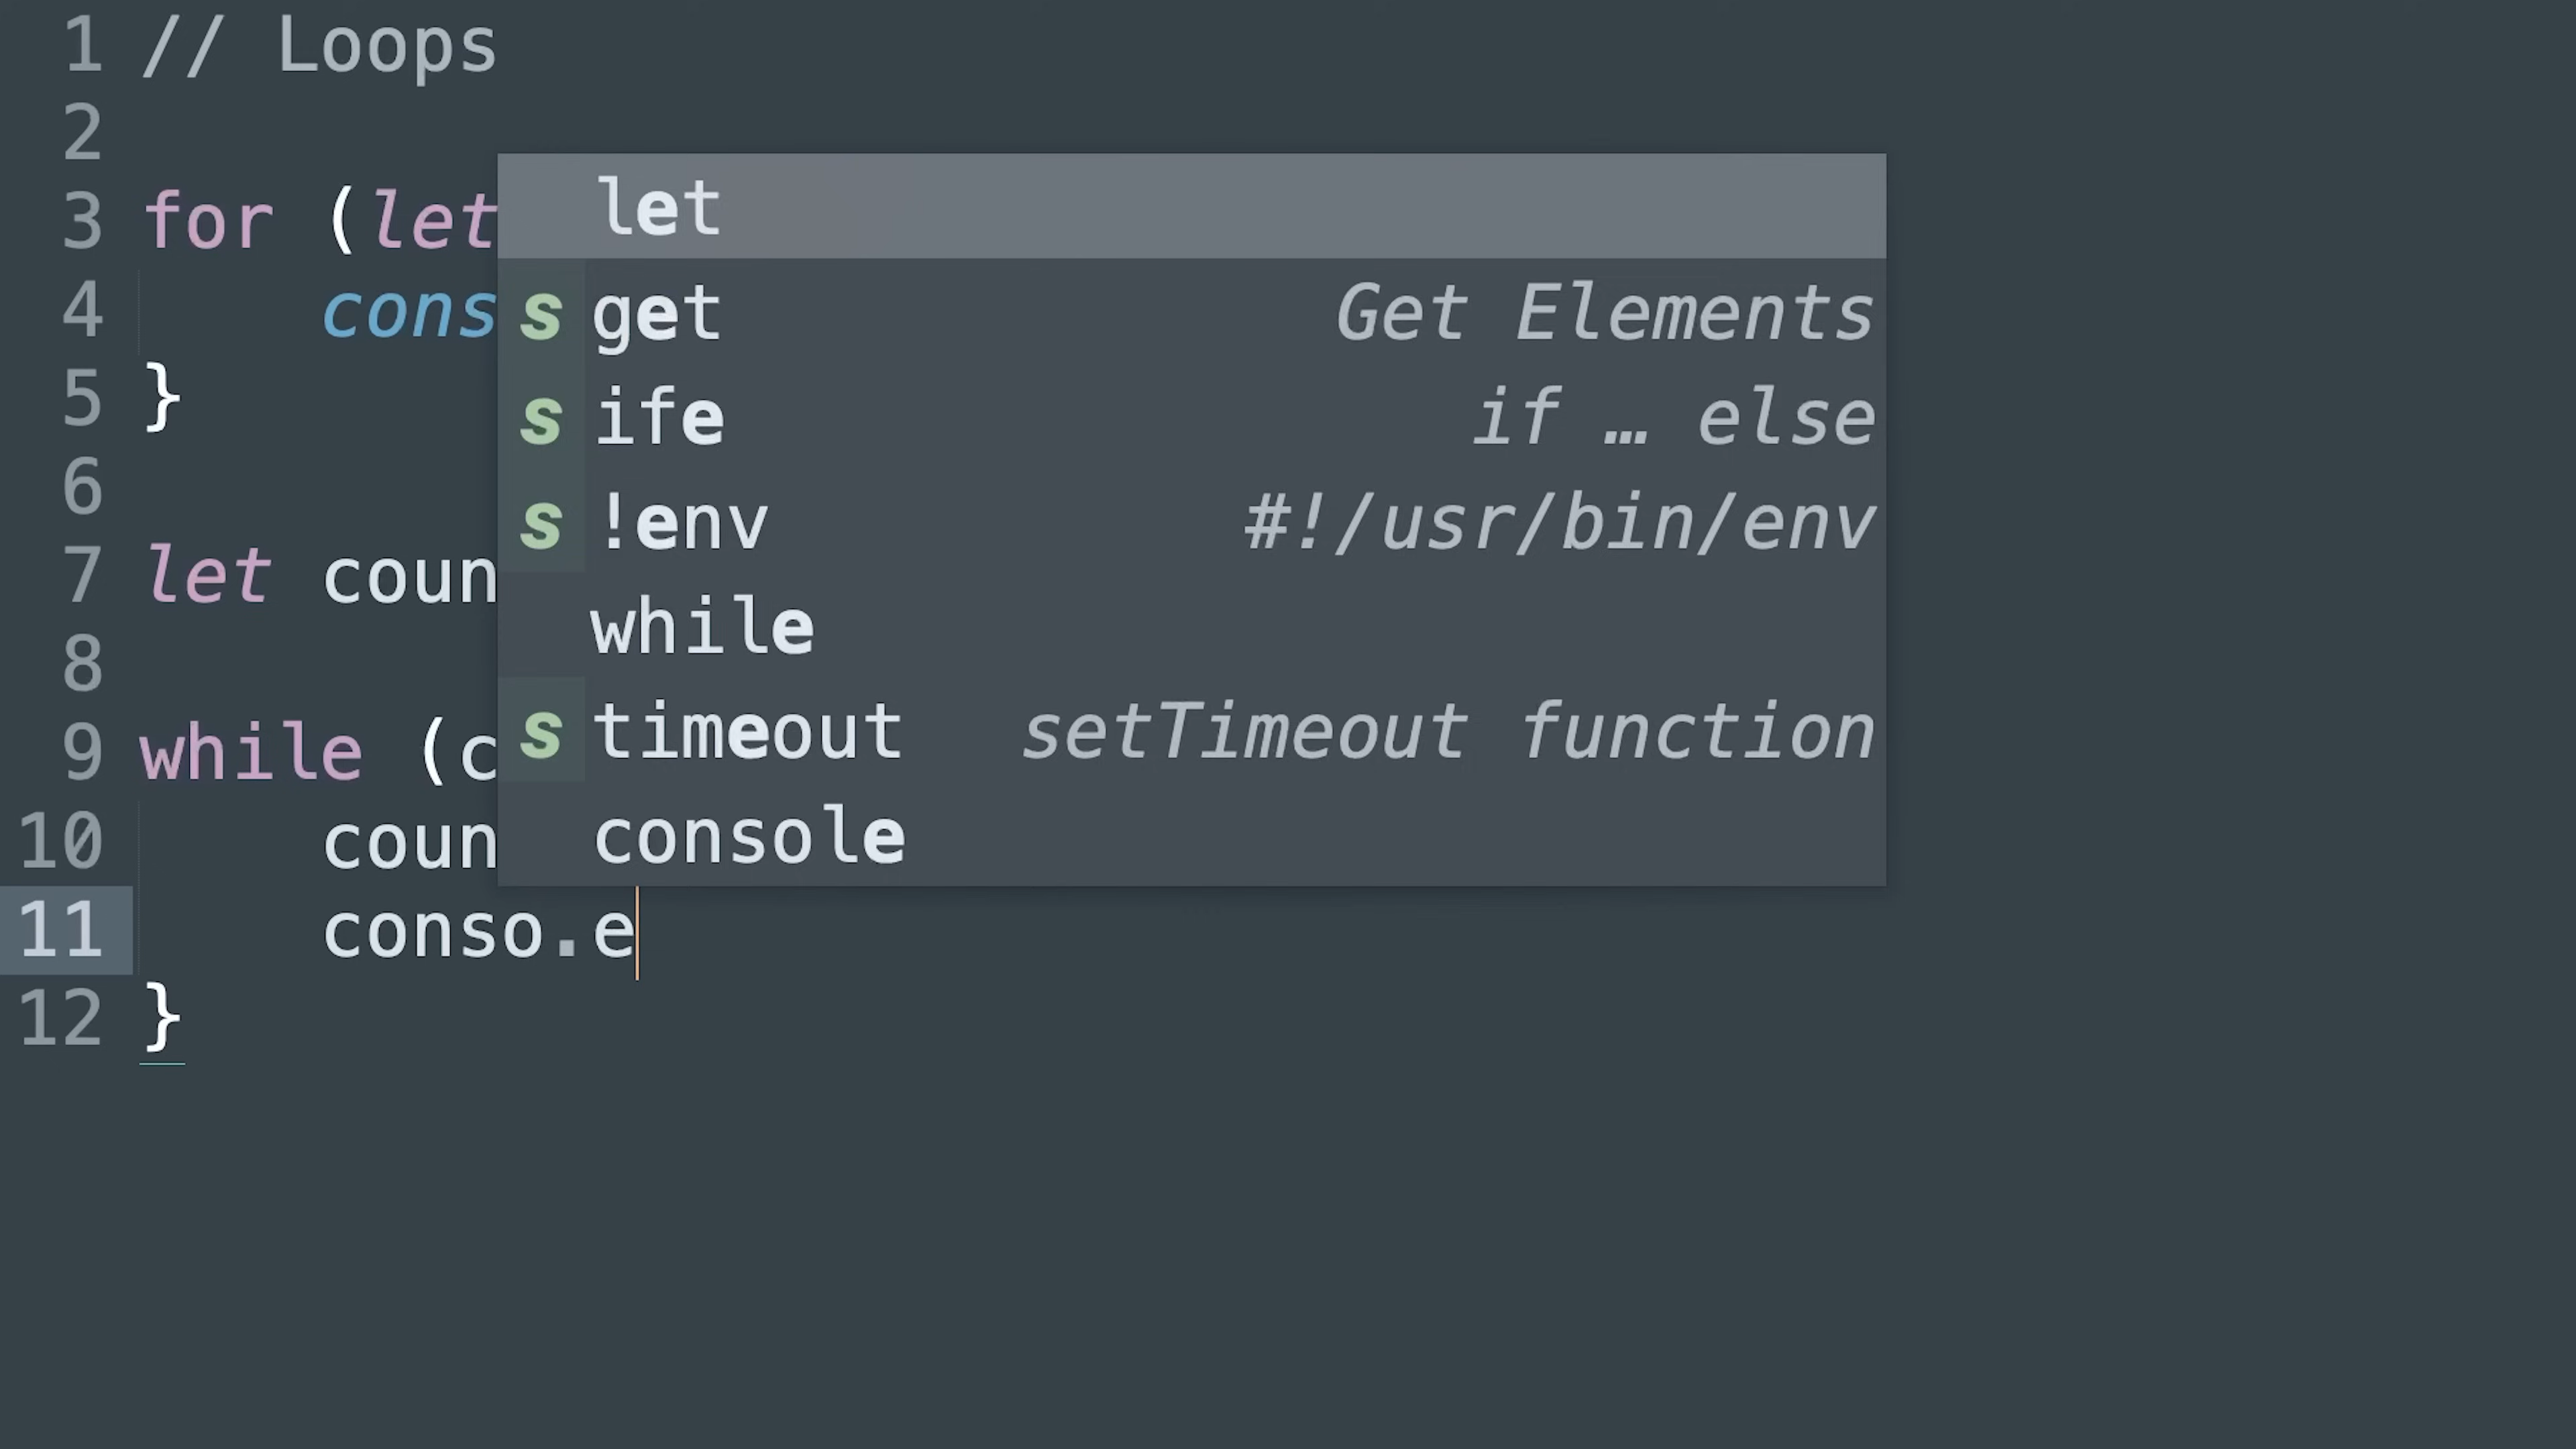 1 // Loops
2
3 for (let
4 cons
5 }
6
7 let coun
8
9 while (c
10 coun
11 conso.e
12 }
let
s get Get Elements
s ife if … else
s !env #!/usr/bin/env
while
s timeout setTimeout function
console